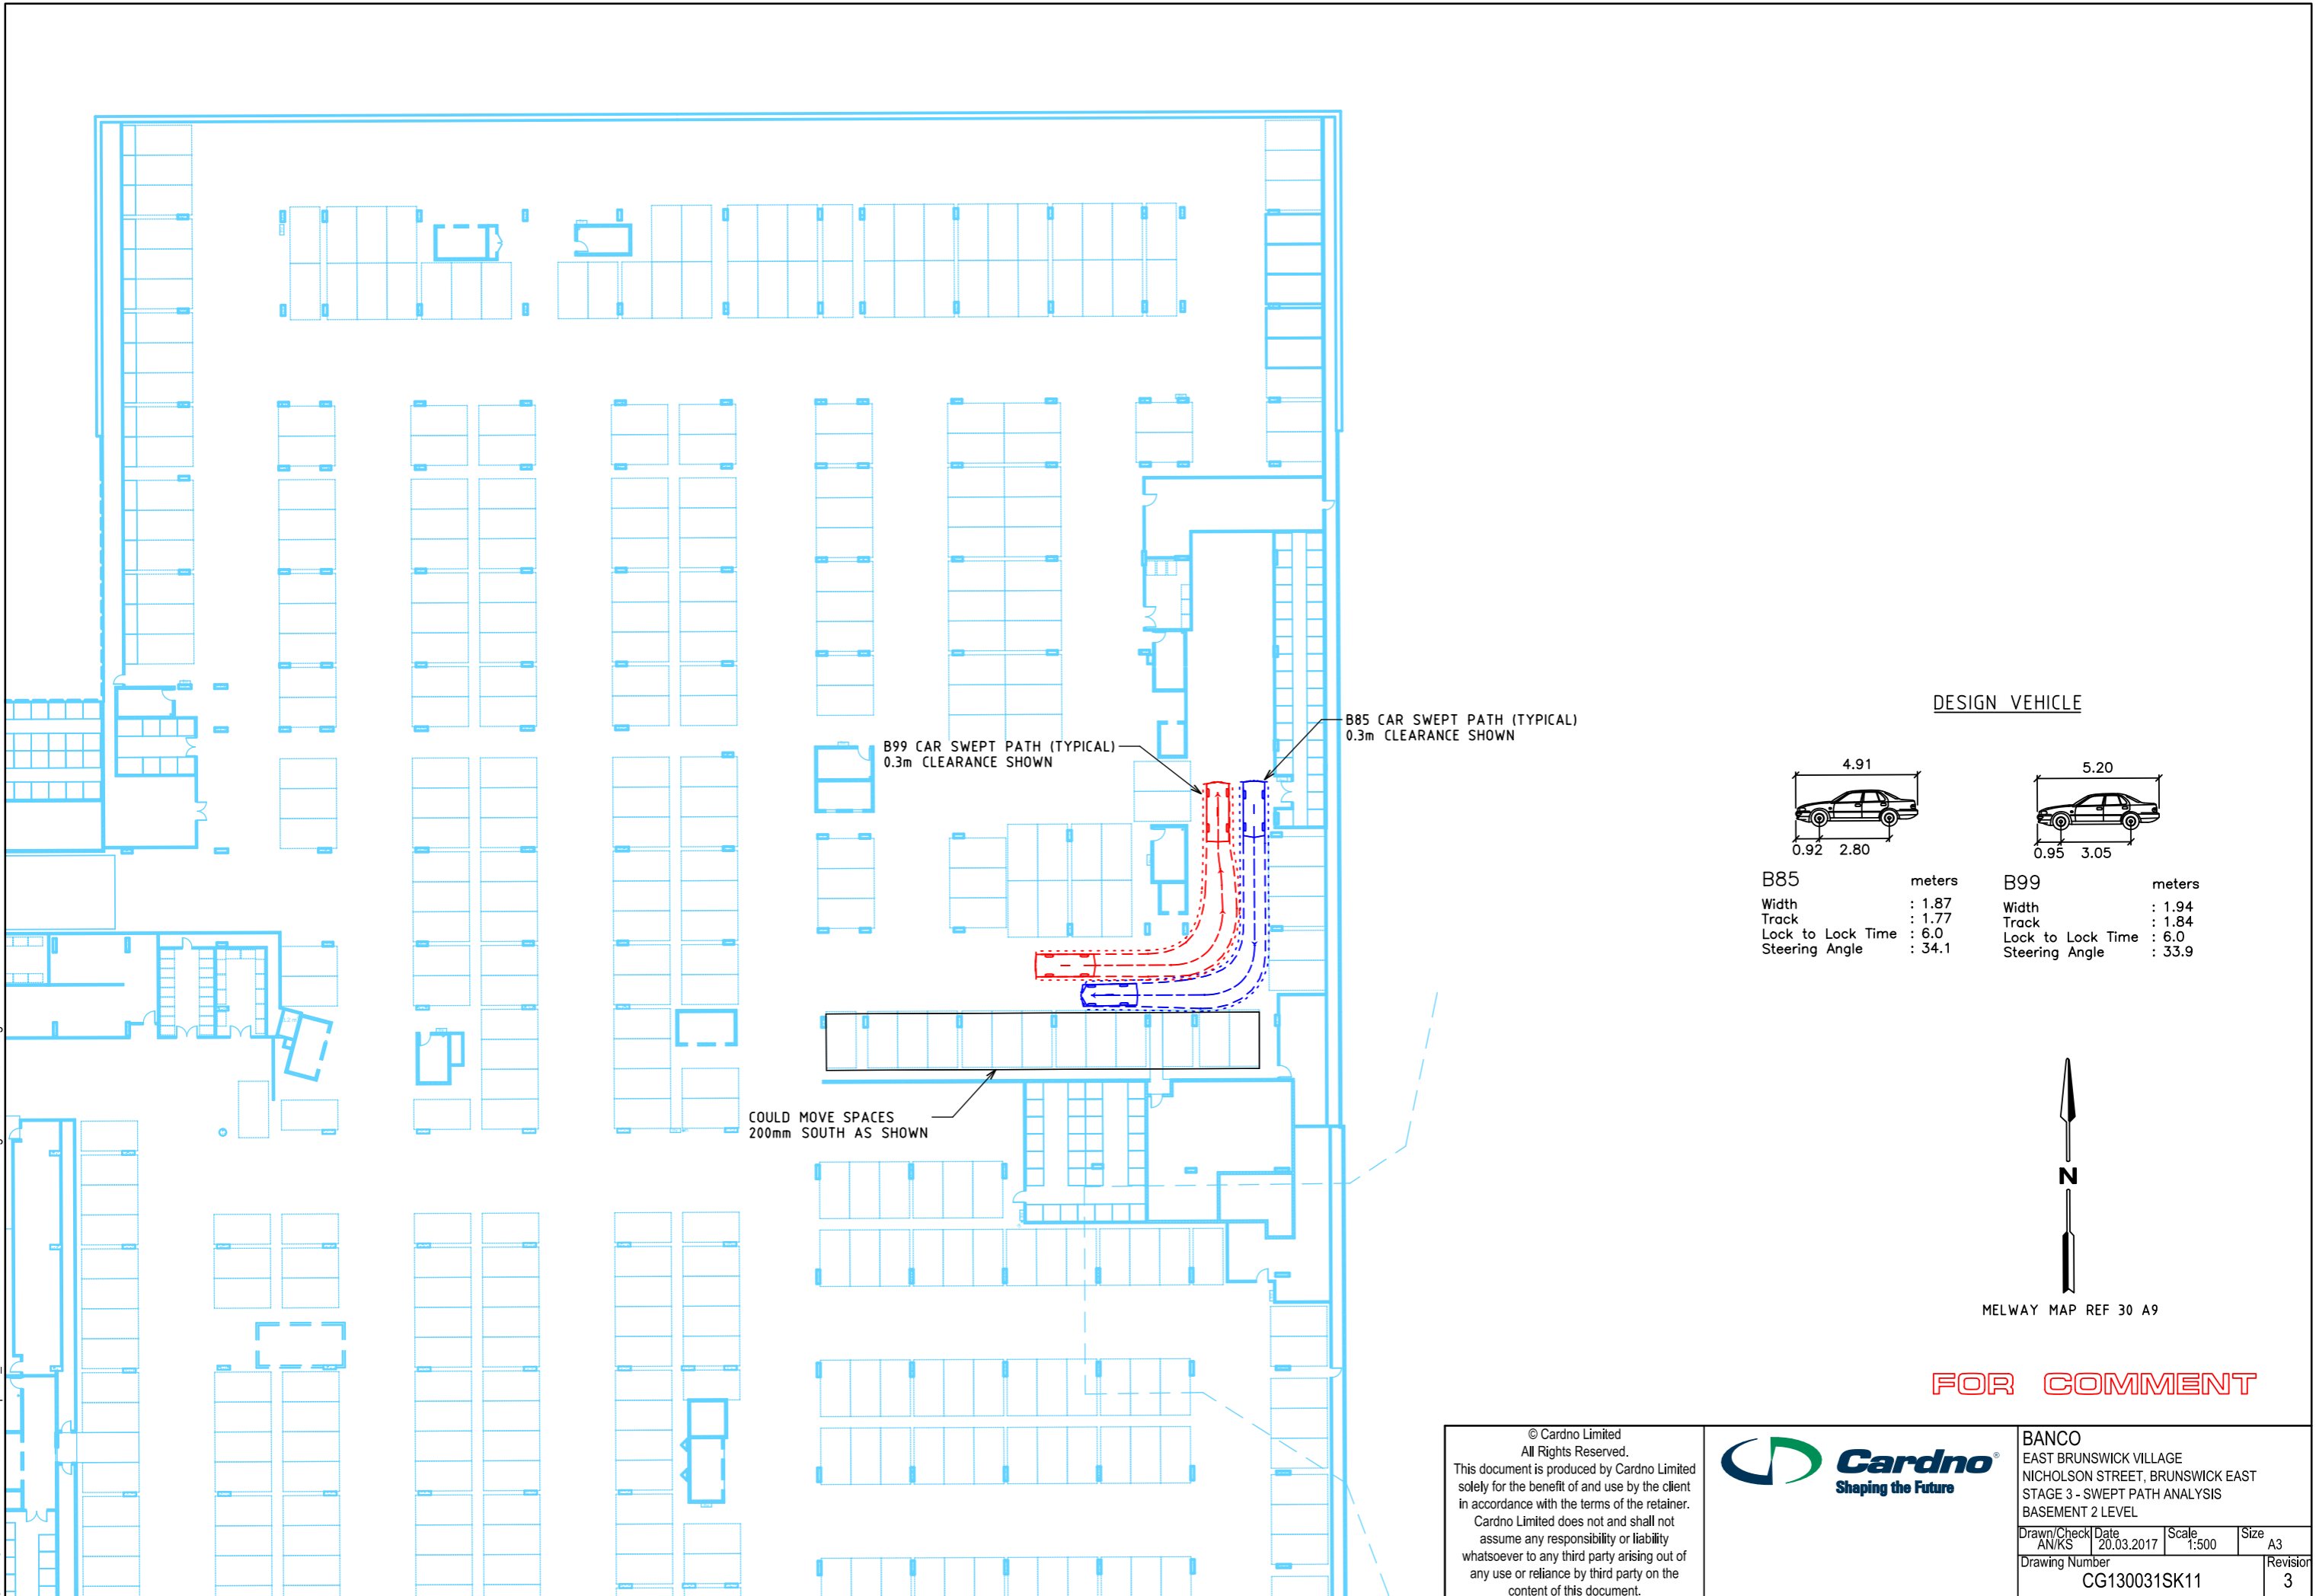 B99 CAR SWEPT PATH (TYPICAL)
0.3m CLEARANCE SHOWN
B85 CAR SWEPT PATH (TYPICAL)
0.3m CLEARANCE SHOWN
COULD MOVE SPACES
200mm SOUTH AS SHOWN
DESIGN VEHICLE
4.91
0.92 2.80
5.20
0.95 3.05
B85 meters
Width : 1.87
Track : 1.77
Lock to Lock Time : 6.0
Steering Angle : 34.1
B99 meters
Width : 1.94
Track : 1.84
Lock to Lock Time : 6.0
Steering Angle : 33.9
N
MELWAY MAP REF 30 A9
FOR COMMENT
© Cardno Limited
All Rights Reserved.
This document is produced by Cardno Limited
solely for the benefit of and use by the client
in accordance with the terms of the retainer.
Cardno Limited does not and shall not
assume any responsibility or liability
whatsoever to any third party arising out of
any use or reliance by third party on the
content of this document.
Cardno®
Shaping the Future
BANCO
EAST BRUNSWICK VILLAGE
NICHOLSON STREET, BRUNSWICK EAST
STAGE 3 - SWEPT PATH ANALYSIS
BASEMENT 2 LEVEL
Drawn/Check Date Scale Size
AN/KS 20.03.2017 1:500 A3
Drawing Number Revision
CG130031SK11 3